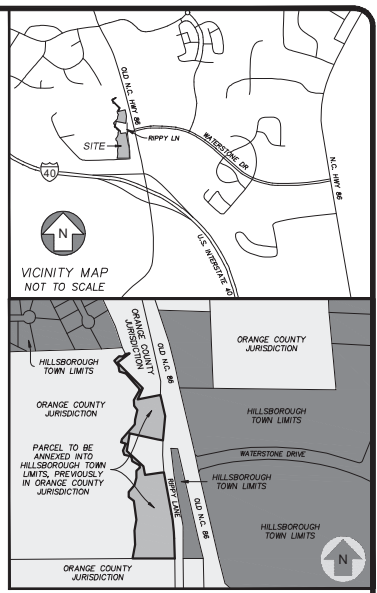 OLD N.C. HWY 86
RIPPY LN
SITE
WATERSTONE DR
40
N.C. HWY 86
N
U.S. INTERSTATE 40
VICINITY MAP
NOT TO SCALE
ORANGE COUNTY
JURISDICTION
OLD N.C. 86
ORANGE COUNTY
JURISDICTION
HILLSBOROUGH
TOWN LIMITS
ORANGE COUNTY
JURISDICTION
HILLSBOROUGH
TOWN LIMITS
PARCEL TO BE
ANNEXED INTO
HILLSBOROUGH TOWN
LIMITS, PREVIOUSLY
IN ORANGE COUNTY
JURISDICTION
WATERSTONE DRIVE
HILLSBOROUGH
TOWN LIMITS
RIPPY LANE
OLD N.C. 86
HILLSBOROUGH
TOWN LIMITS
ORANGE COUNTY
JURISDICTION
N